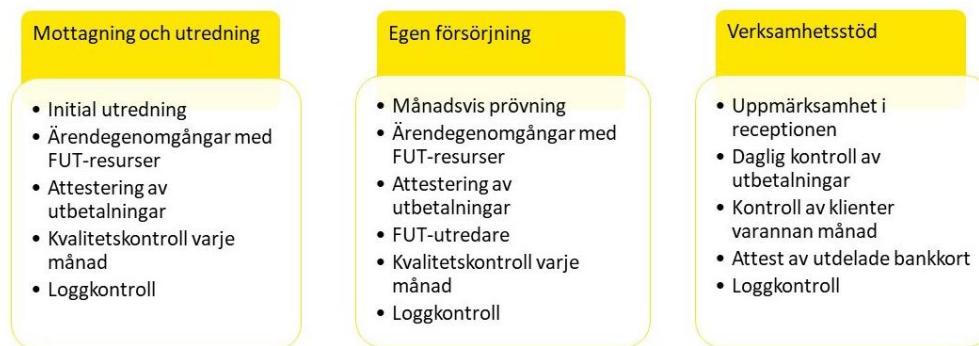 Mottagning och utredning
• Initial utredning
• Ärendegenomgångar med
FUT-resurser
• Attestering av
utbetalningar
• Kvalitetskontroll varje
månad
• Loggkontroll
Egen försörjning
• Månadsvis prövning
• Ärendegenomgångar med
FUT-resurser
• Attestering av
utbetalningar
• FUT-utredare
• Kvalitetskontroll varje
månad
• Loggkontroll
Verksamhetsstöd
• Uppmärksamhet i
receptionen
• Daglig kontroll av
utbetalningar
• Kontroll av klienter
varannan månad
• Attest av utdelade bankkort
• Loggkontroll